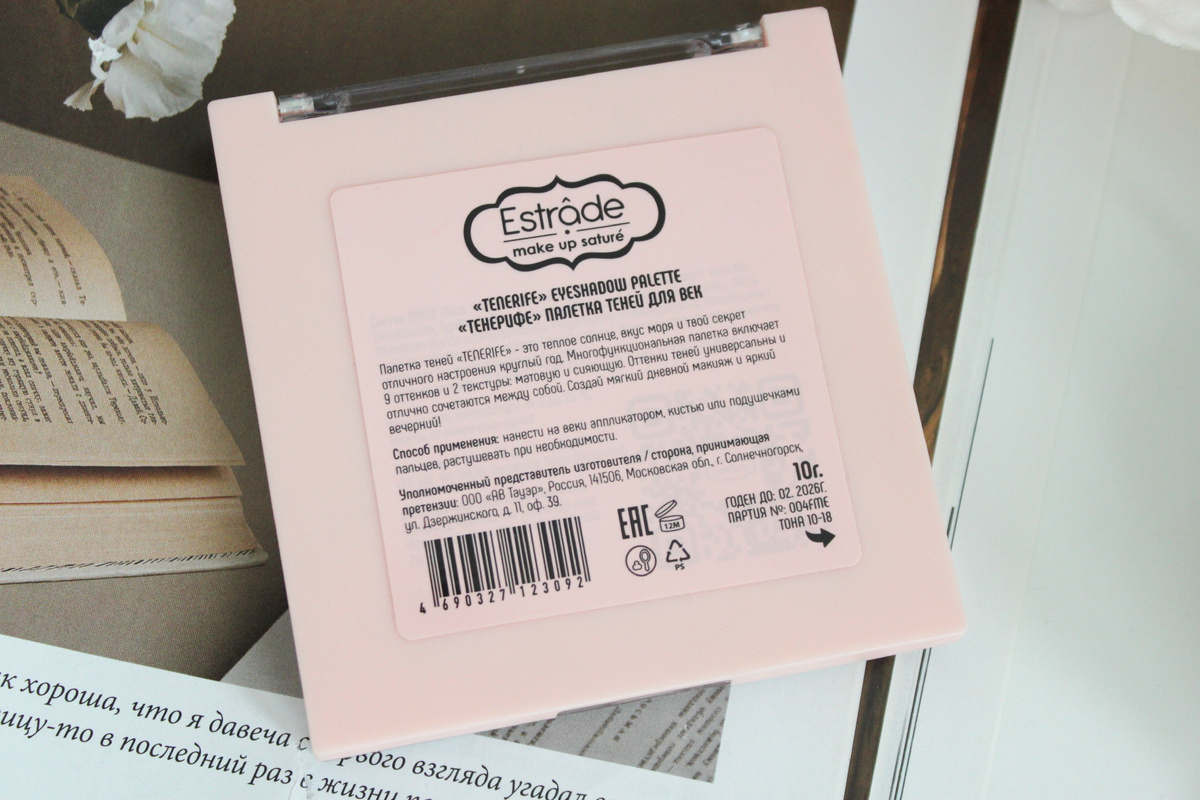 Estrâde
make up saturé
«TENERIFE» EYESHADOW PALETTE
«ТЕНЕРИФЕ» ПАЛЕТКА ТЕНЕЙ ДЛЯ ВЕК
Палетка теней «TENERIFE» - это теплое солнце, вкус моря и твой секрет
отличного настроения круглый год. Многофункциональная палетка включает
9 оттенков и 2 текстуры: матовую и сияющую. Оттенки теней универсальны и
отлично сочетаются между собой. Создай мягкий дневной макияж и яркий
вечерний!
Способ применения: нанести на веки аппликатором, кистью или подушечками
пальцев, растушевать при необходимости.
Уполномоченный представитель изготовителя / сторона, принимающая
претензии: ООО «АВ Тауэр», Россия, 141506, Московская обл., г. Солнечногорск,
ул. Дзержинского, д. 11, оф. 39.
10г.
ГОДЕН ДО: 02. 2026Г.
ПАРТИЯ №: 004FME
ТОНА 10-18
EAC
12M
PS
4 690327 123092
к хороша, что я давеча с
рвого взгляда угадал
ицу-то в последний раз
жизни